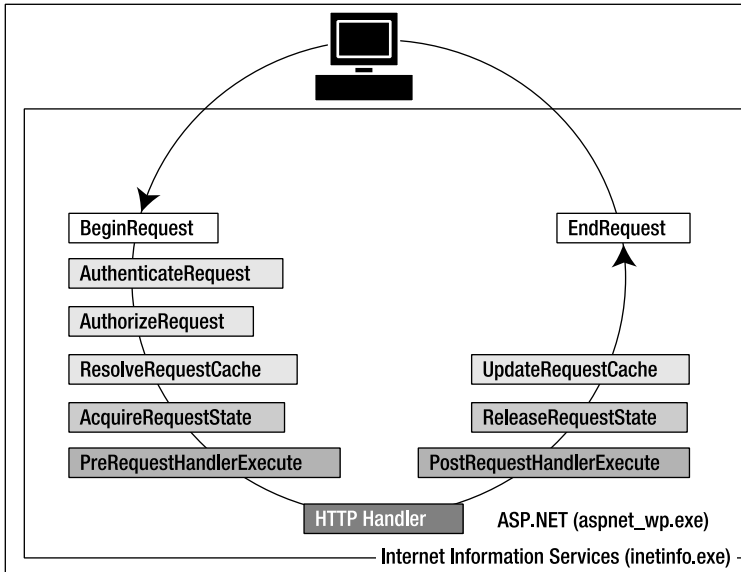 BeginRequest
EndRequest
AuthenticateRequest
AuthorizeRequest
ResolveRequestCache
UpdateRequestCache
AcquireRequestState
ReleaseRequestState
PreRequestHandlerExecute
PostRequestHandlerExecute
HTTP Handler
ASP.NET (aspnet_wp.exe)
Internet Information Services (inetinfo.exe)